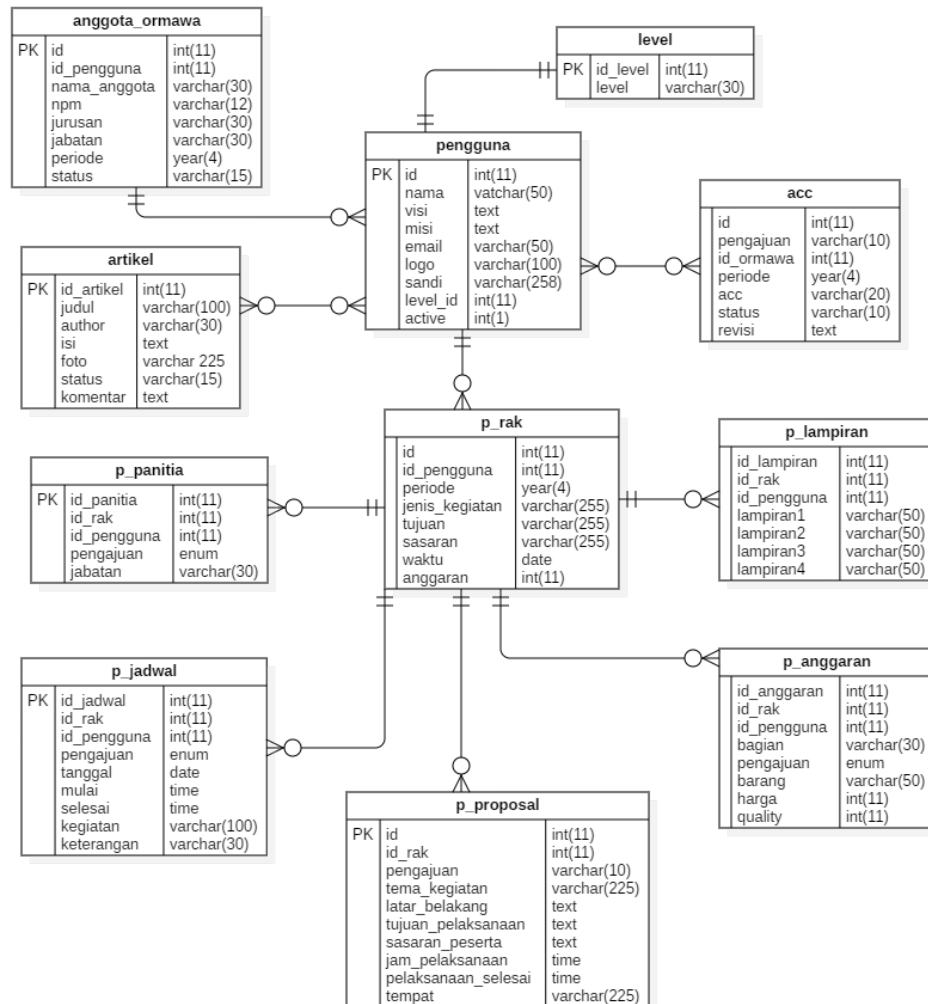 anggota_ormawa
PK id int(11)
id_pengguna int(11)
nama_anggota varchar(30)
npm varchar(12)
jurusan varchar(30)
jabatan varchar(30)
periode year(4)
status varchar(15)
level
PK id_level int(11)
level varchar(30)
pengguna
PK id int(11)
nama vatchar(50)
visi text
misi text
email varchar(50)
logo varchar(100)
sandi varchar(258)
level_id int(11)
active int(1)
acc
id int(11)
pengajuan varchar(10)
id_ormawa int(11)
periode year(4)
acc varchar(20)
status varchar(10)
revisi text
artikel
PK id_artikel int(11)
judul varchar(100)
author varchar(30)
isi text
foto varchar 225
status varchar(15)
komentar text
p_rak
id int(11)
id_pengguna int(11)
periode year(4)
jenis_kegiatan varchar(255)
tujuan varchar(255)
sasaran varchar(255)
waktu date
anggaran int(11)
p_lampiran
id_lampiran int(11)
id_rak int(11)
id_pengguna int(11)
lampiran1 varchar(50)
lampiran2 varchar(50)
lampiran3 varchar(50)
lampiran4 varchar(50)
p_panitia
PK id_panitia int(11)
id_rak int(11)
id_pengguna int(11)
pengajuan enum
jabatan varchar(30)
p_jadwal
PK id_jadwal int(11)
id_rak int(11)
id_pengguna int(11)
pengajuan enum
tanggal date
mulai time
selesai time
kegiatan varchar(100)
keterangan varchar(30)
p_anggaran
id_anggaran int(11)
id_rak int(11)
id_pengguna int(11)
bagian varchar(30)
pengajuan enum
barang varchar(50)
harga int(11)
quality int(11)
p_proposal
PK id int(11)
id_rak int(11)
pengajuan varchar(10)
tema_kegiatan varchar(225)
latar_belakang text
tujuan_pelaksanaan text
sasaran_peserta text
jam_pelaksanaan time
pelaksanaan_selesai time
tempat varchar(225)